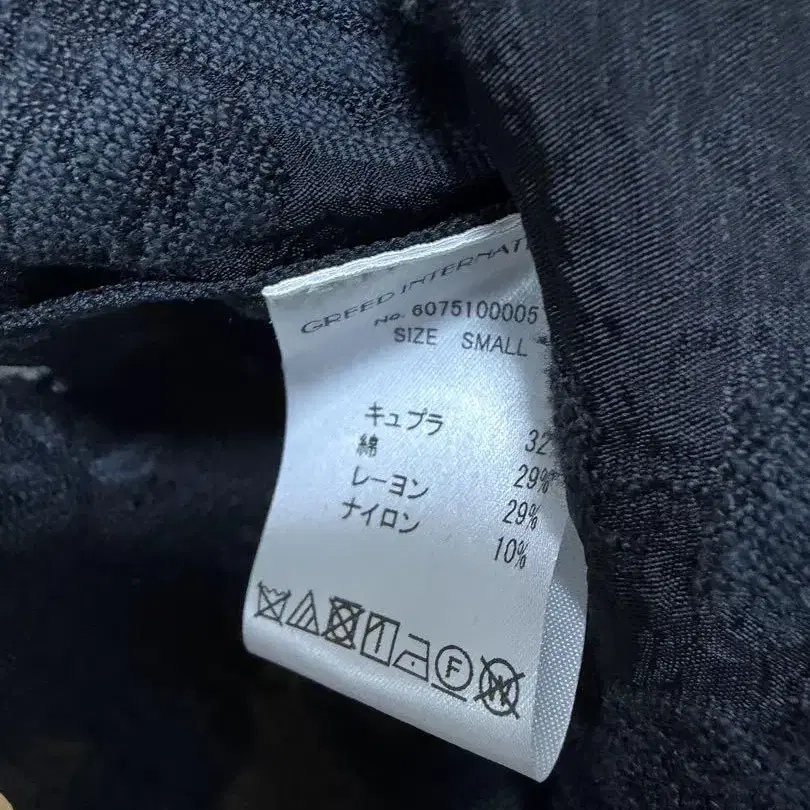 GREED INTERNATI
No. 6075100005
SIZE SMALL
キュプラ 32
綿 29%
レーヨン 29%
ナイロン 10%
F
W